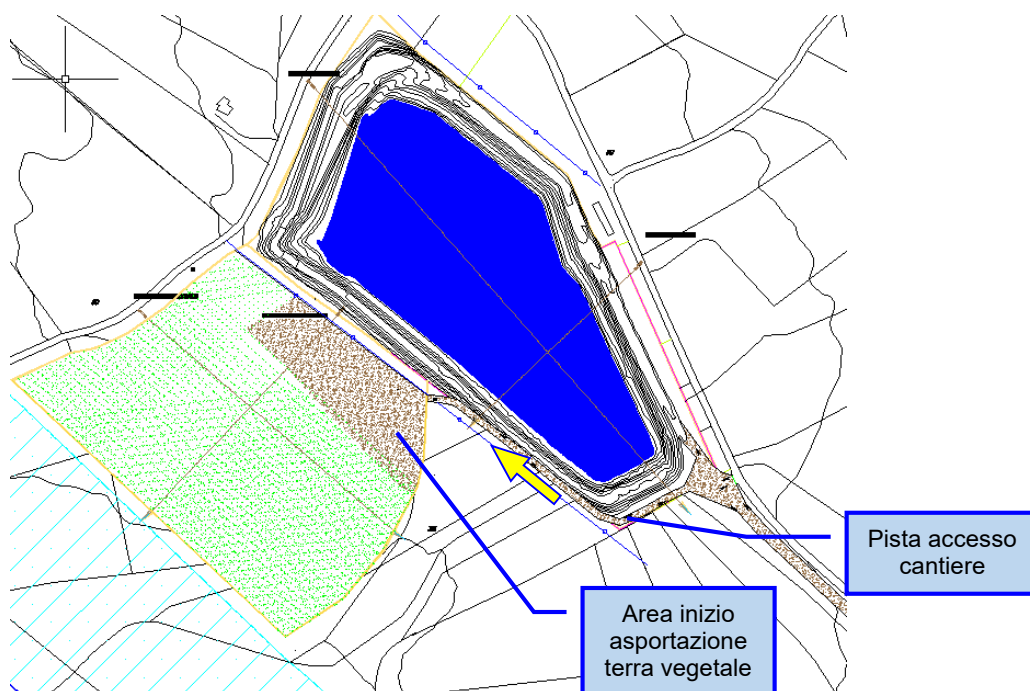 Pista accesso
cantiere
Area inizio
asportazione
terra vegetale